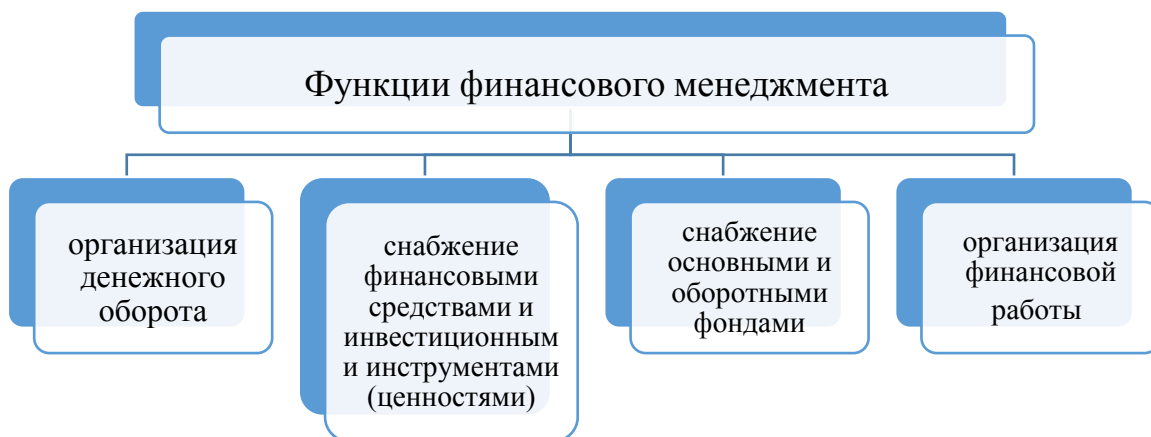 Функции финансового менеджмента
организация
денежного
оборота
снабжение
финансовыми
средствами и
инвестиционным
и инструментами
(ценностями)
снабжение
основными и
оборотными
фондами
организация
финансовой
работы